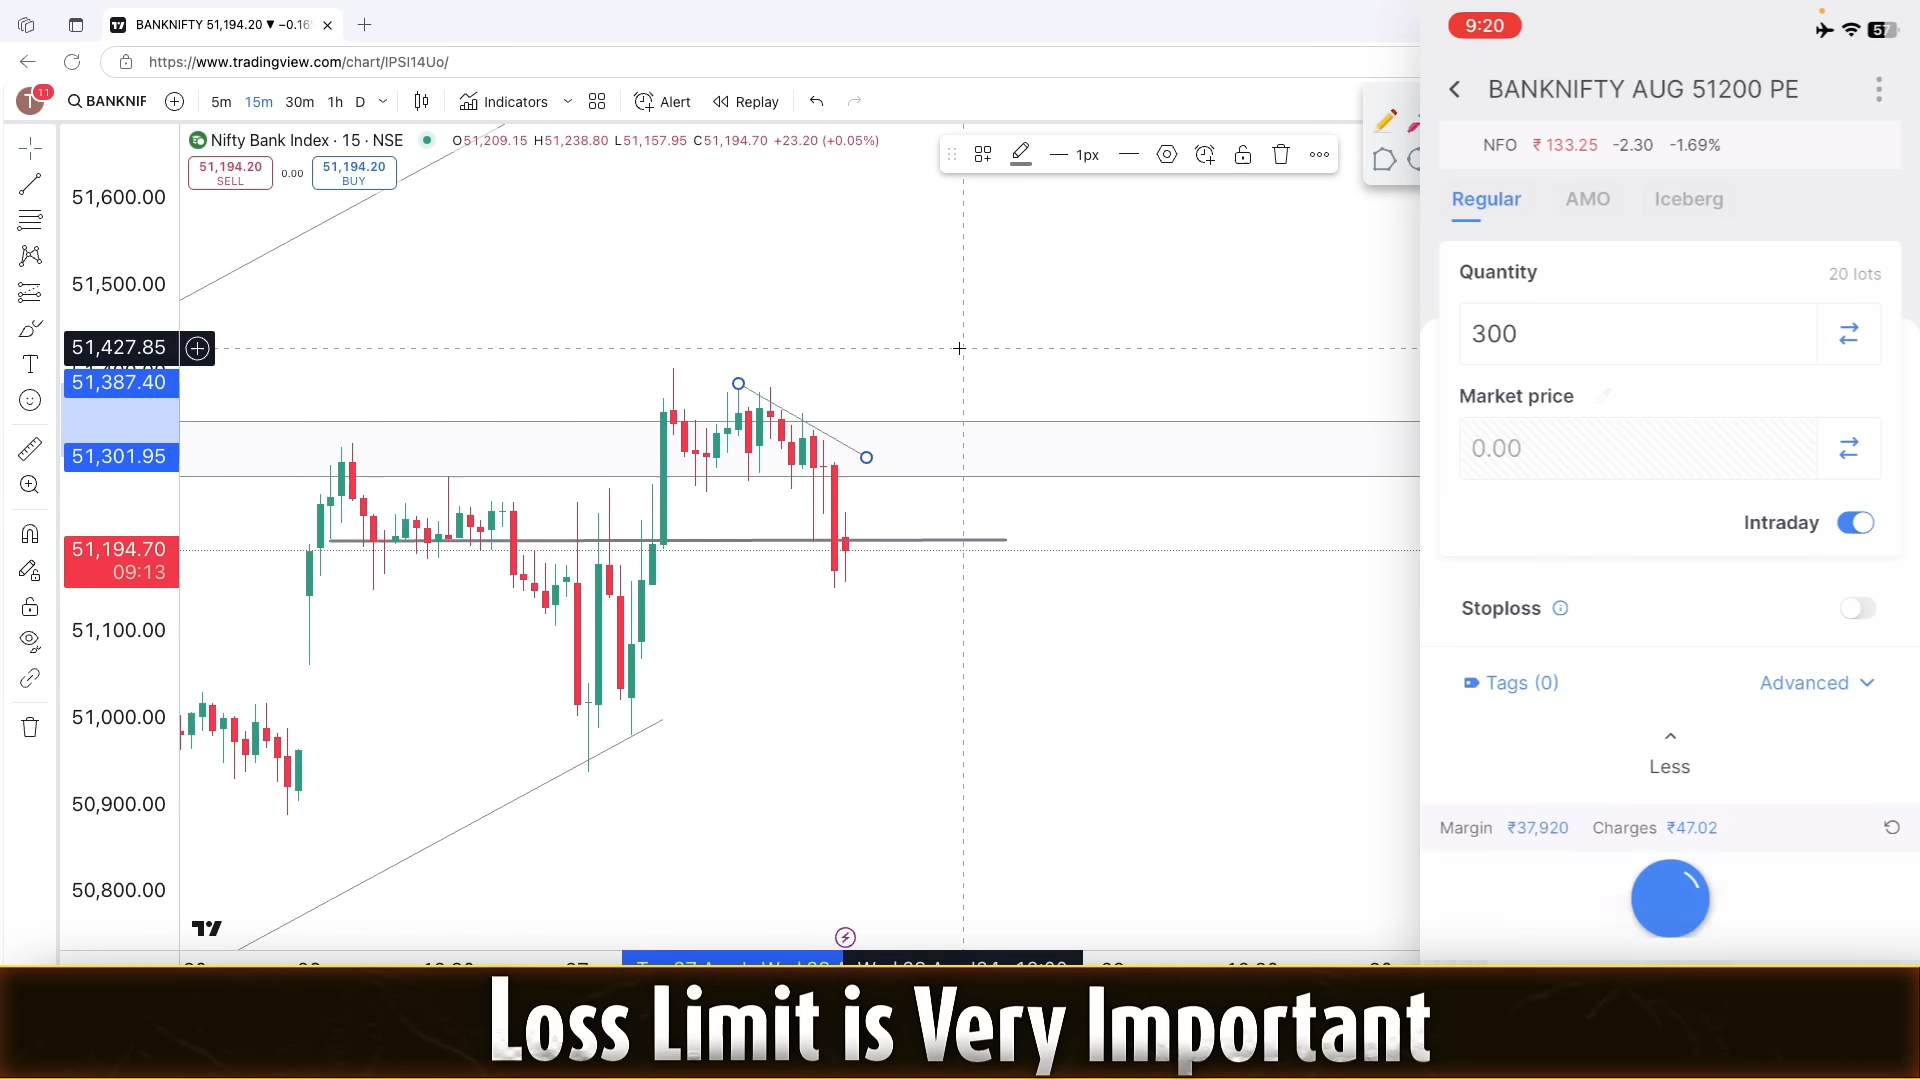 BANKNIFTY 51,194.20 ▼ −0.16
https://www.tradingview.com/chart/IPSI14Uo/
T 11 BANKNIF 5m 15m 30m 1h D Indicators Alert Replay
Nifty Bank Index · 15 · NSE O51,209.15 H51,238.80 L51,157.95 C51,194.70 +23.20 (+0.05%)
51,194.20 SELL 0.00 51,194.20 BUY
1px
51,600.00
51,500.00
51,427.85
51,387.40
51,301.95
51,194.70
09:13
51,100.00
51,000.00
50,900.00
50,800.00
9:20 57
BANKNIFTY AUG 51200 PE
NFO ₹ 133.25 -2.30 -1.69%
Regular AMO Iceberg
Quantity 20 lots
300
Market price
0.00
Intraday
Stoploss
Tags (0) Advanced
Less
Margin ₹37,920 Charges ₹47.02
Loss Limit is Very Important